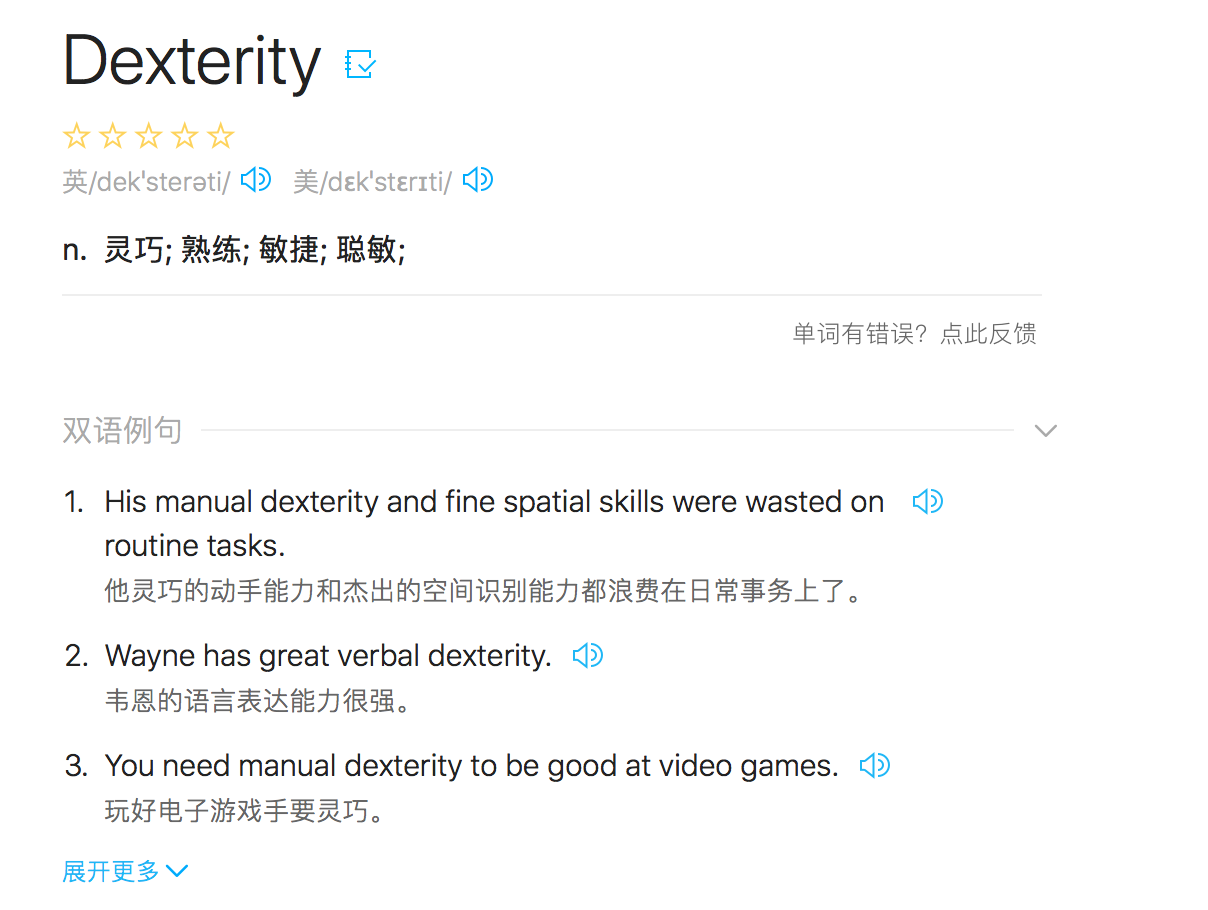 Dexterity
英/dek'sterəti/ 美/dɛk'stɛrɪti/
n. 灵巧; 熟练; 敏捷; 聪敏;
单词有错误？点此反馈
双语例句
1. His manual dexterity and fine spatial skills were wasted on
routine tasks.
他灵巧的动手能力和杰出的空间识别能力都浪费在日常事务上了。
2. Wayne has great verbal dexterity.
韦恩的语言表达能力很强。
3. You need manual dexterity to be good at video games.
玩好电子游戏手要灵巧。
展开更多